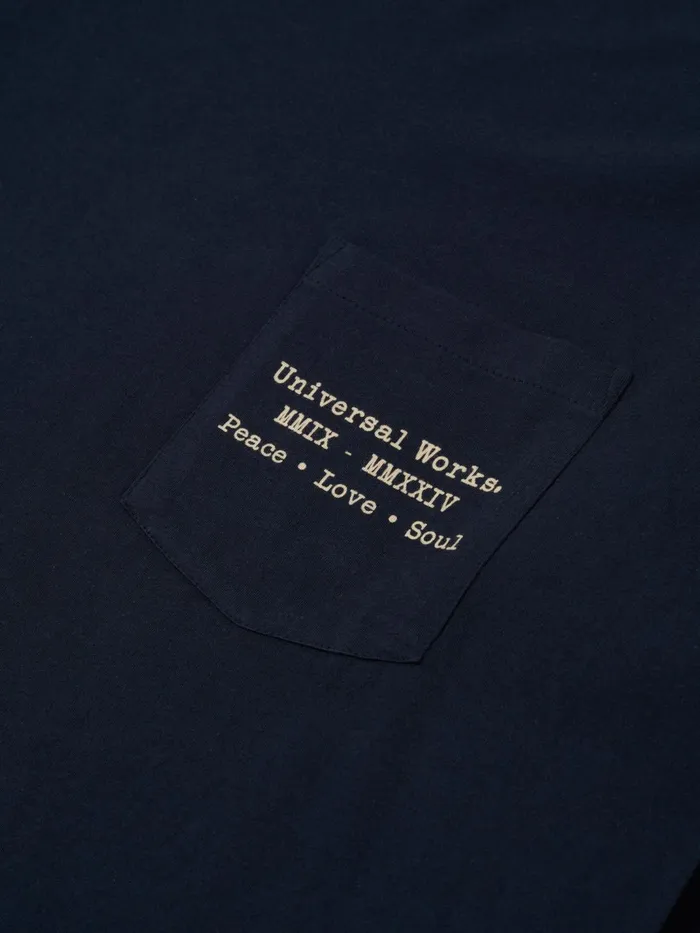 Universal Works.
MMIX - MMXXIV
Peace • Love • Soul